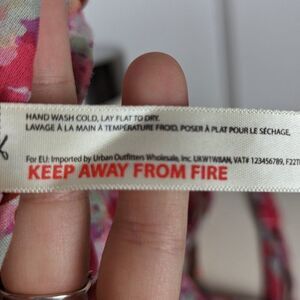 HAND WASH COLD, LAY FLAT TO DRY.
LAVAGE À LA MAIN A TEMPÉRATURE FROID, POSER À PLAT POUR LE SÉCHAGE,
For EU: Imported by Urban Outfitters Wholesale, Inc. UKW1W8AN, VAT# 123456789, F22T
KEEP AWAY FROM FIRE